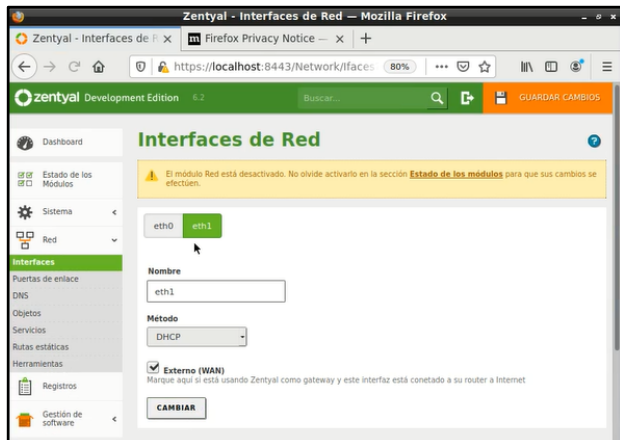 Zentyal - Interfaces de Red — Mozilla Firefox
Zentyal - Interfaces de R
m Firefox Privacy Notice —
https://localhost:8443/Network/Ifaces 80%
zentyal Development Edition 6.2 Buscar... GUARDAR CAMBIOS
Dashboard
Estado de los
Módulos
Sistema
Red
Interfaces
Puertas de enlace
DNS
Objetos
Servicios
Rutas estáticas
Herramientas
Registros
Gestión de
software
Interfaces de Red
El módulo Red está desactivado. No olvide activarlo en la sección Estado de los módulos para que sus cambios se
efectúen.
eth0 eth1
Nombre
eth1
Método
DHCP
Externo (WAN)
Marque aquí si está usando Zentyal como gateway y este interfaz está conetado a su router a Internet
CAMBIAR